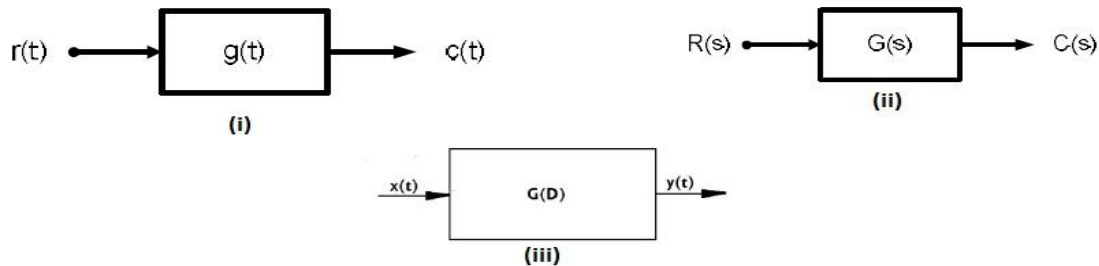 r(t) g(t) c(t)
(i)
R(s) G(s) C(s)
(ii)
x(t) G(D) y(t)
(iii)